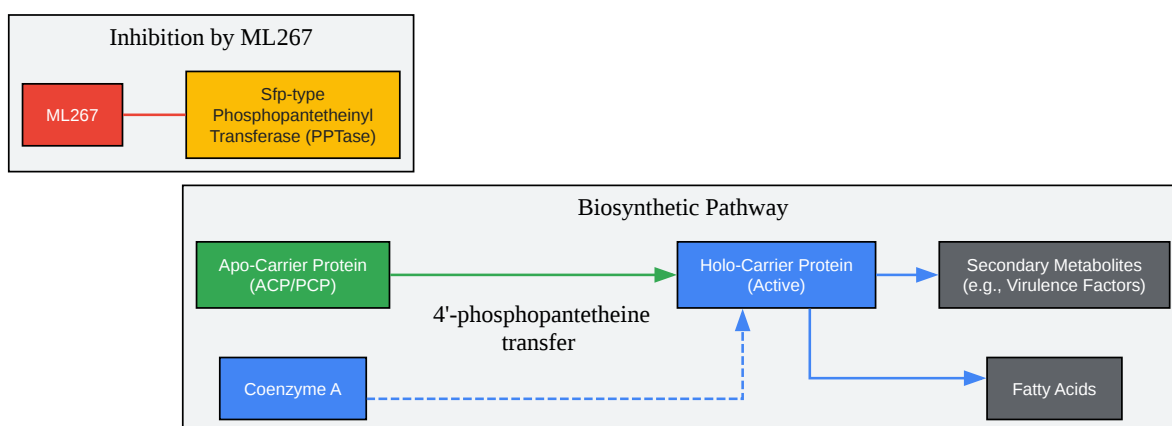 Inhibition by ML267
ML267
Sfp-type
Phosphopantetheinyl
Transferase (PPTase)
Biosynthetic Pathway
Apo-Carrier Protein
(ACP/PCP)
Holo-Carrier Protein
(Active)
Secondary Metabolites
(e.g., Virulence Factors)
4'-phosphopantetheine
transfer
Coenzyme A
Fatty Acids